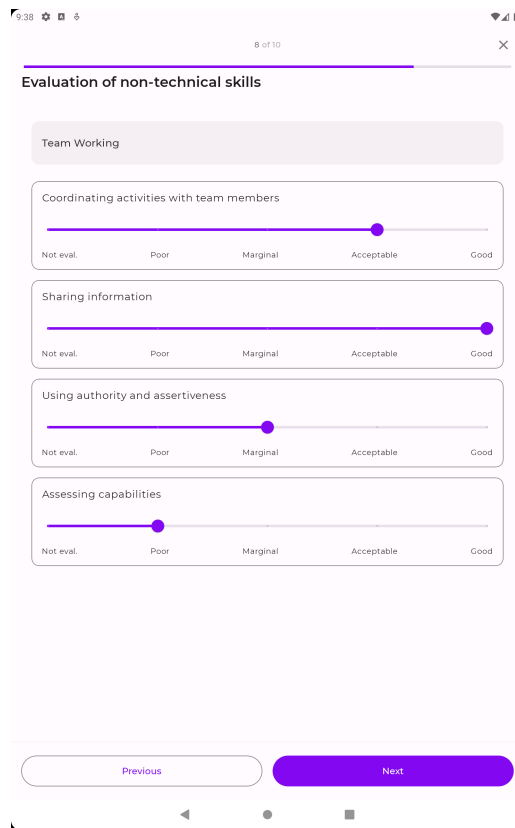 9:38
8 of 10
Evaluation of non-technical skills
Team Working
Coordinating activities with team members
Not eval. Poor Marginal Acceptable Good
Sharing information
Not eval. Poor Marginal Acceptable Good
Using authority and assertiveness
Not eval. Poor Marginal Acceptable Good
Assessing capabilities
Not eval. Poor Marginal Acceptable Good
Previous Next